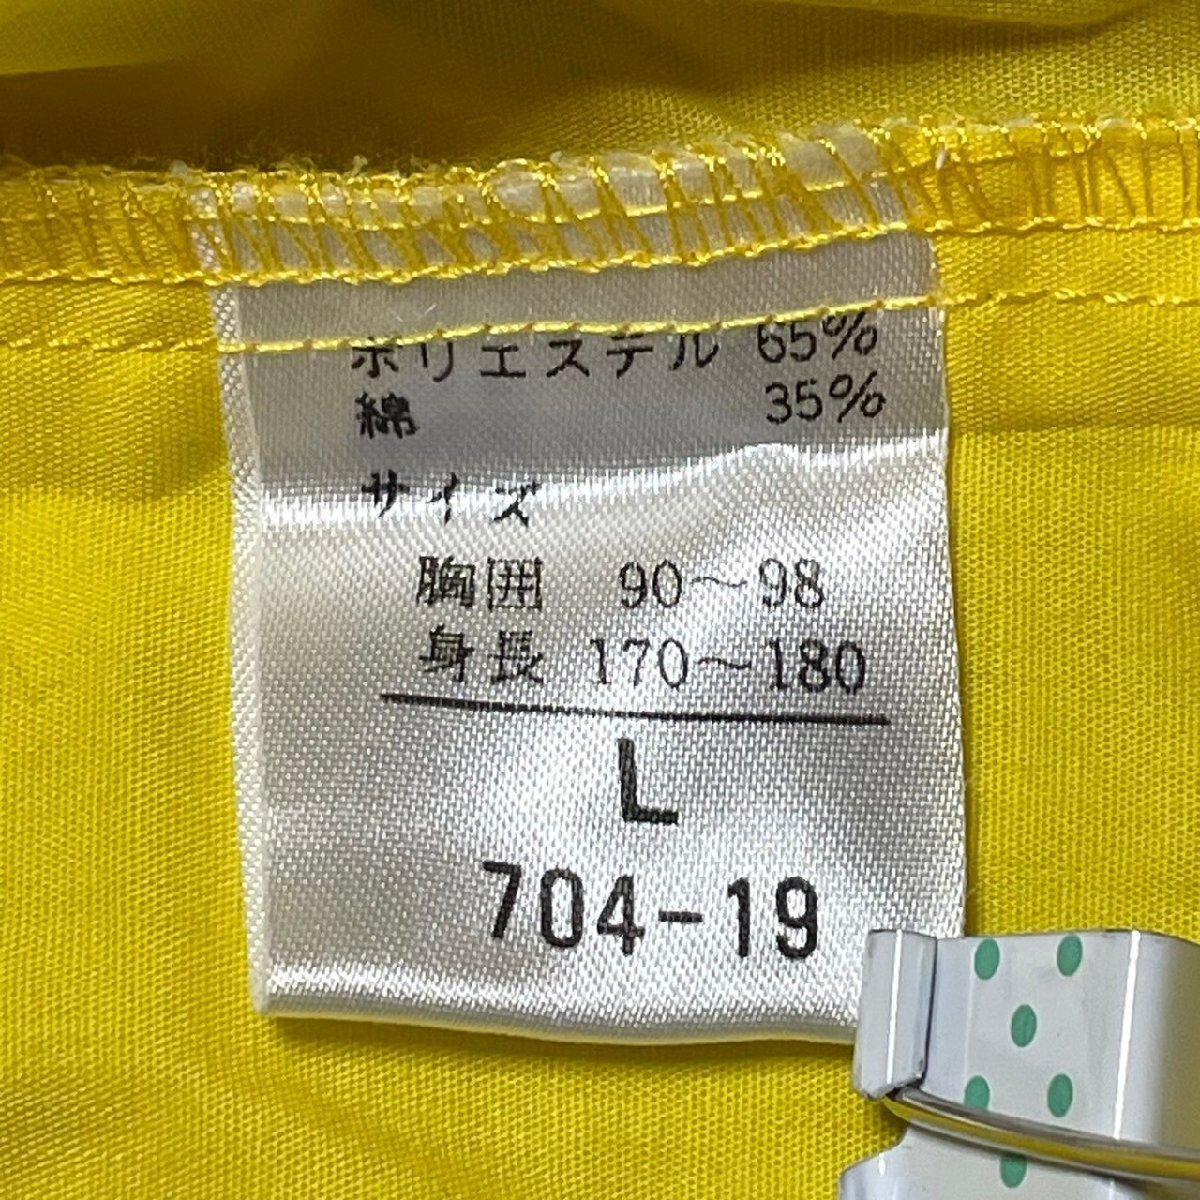 ポリエステル 65%
綿 35%
サイズ
胸囲 90～98
身長 170～180
L
704-19